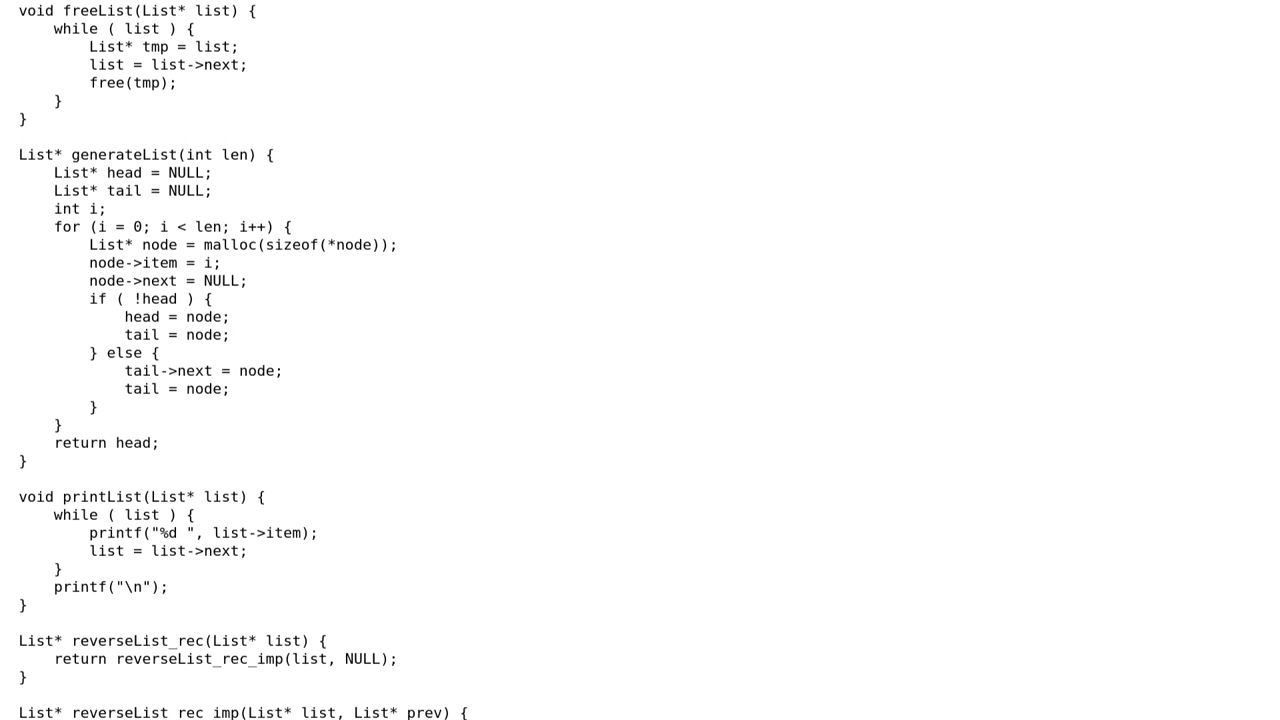 void freeList(List* list) {
    while ( list ) {
        List* tmp = list;
        list = list->next;
        free(tmp);
    }
}

List* generateList(int len) {
    List* head = NULL;
    List* tail = NULL;
    int i;
    for (i = 0; i < len; i++) {
        List* node = malloc(sizeof(*node));
        node->item = i;
        node->next = NULL;
        if ( !head ) {
            head = node;
            tail = node;
        } else {
            tail->next = node;
            tail = node;
        }
    }
    return head;
}

void printList(List* list) {
    while ( list ) {
        printf("%d ", list->item);
        list = list->next;
    }
    printf("\n");
}

List* reverseList_rec(List* list) {
    return reverseList_rec_imp(list, NULL);
}

List* reverseList_rec_imp(List* list, List* prev) {